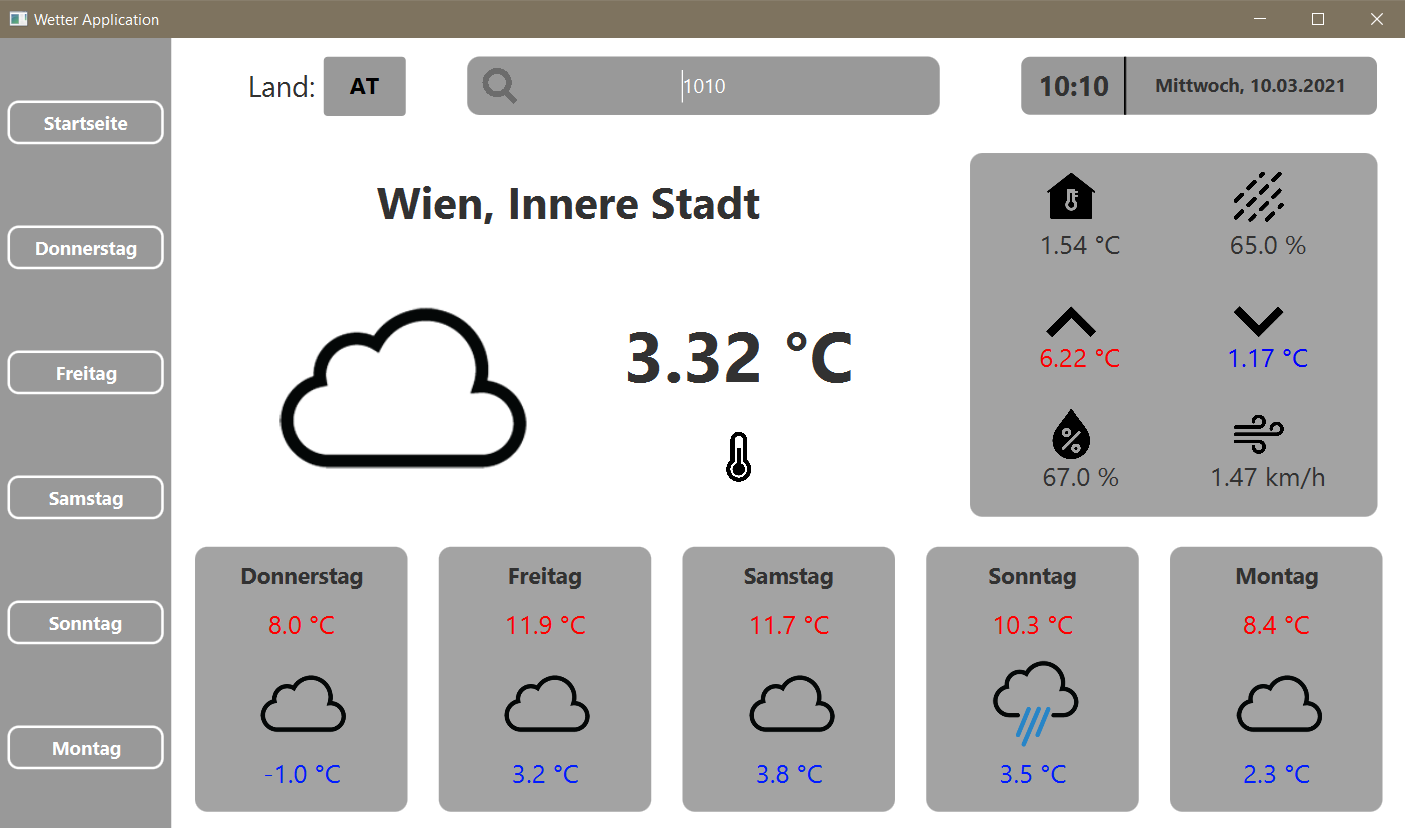 Wetter Application
Startseite
Donnerstag
Freitag
Samstag
Sonntag
Montag
Land: AT
1010
10:10 Mittwoch, 10.03.2021
Wien, Innere Stadt
3.32 °C
1.54 °C 65.0 %
6.22 °C 1.17 °C
% 67.0 % 1.47 km/h
Donnerstag
8.0 °C
-1.0 °C
Freitag
11.9 °C
3.2 °C
Samstag
11.7 °C
3.8 °C
Sonntag
10.3 °C
3.5 °C
Montag
8.4 °C
2.3 °C